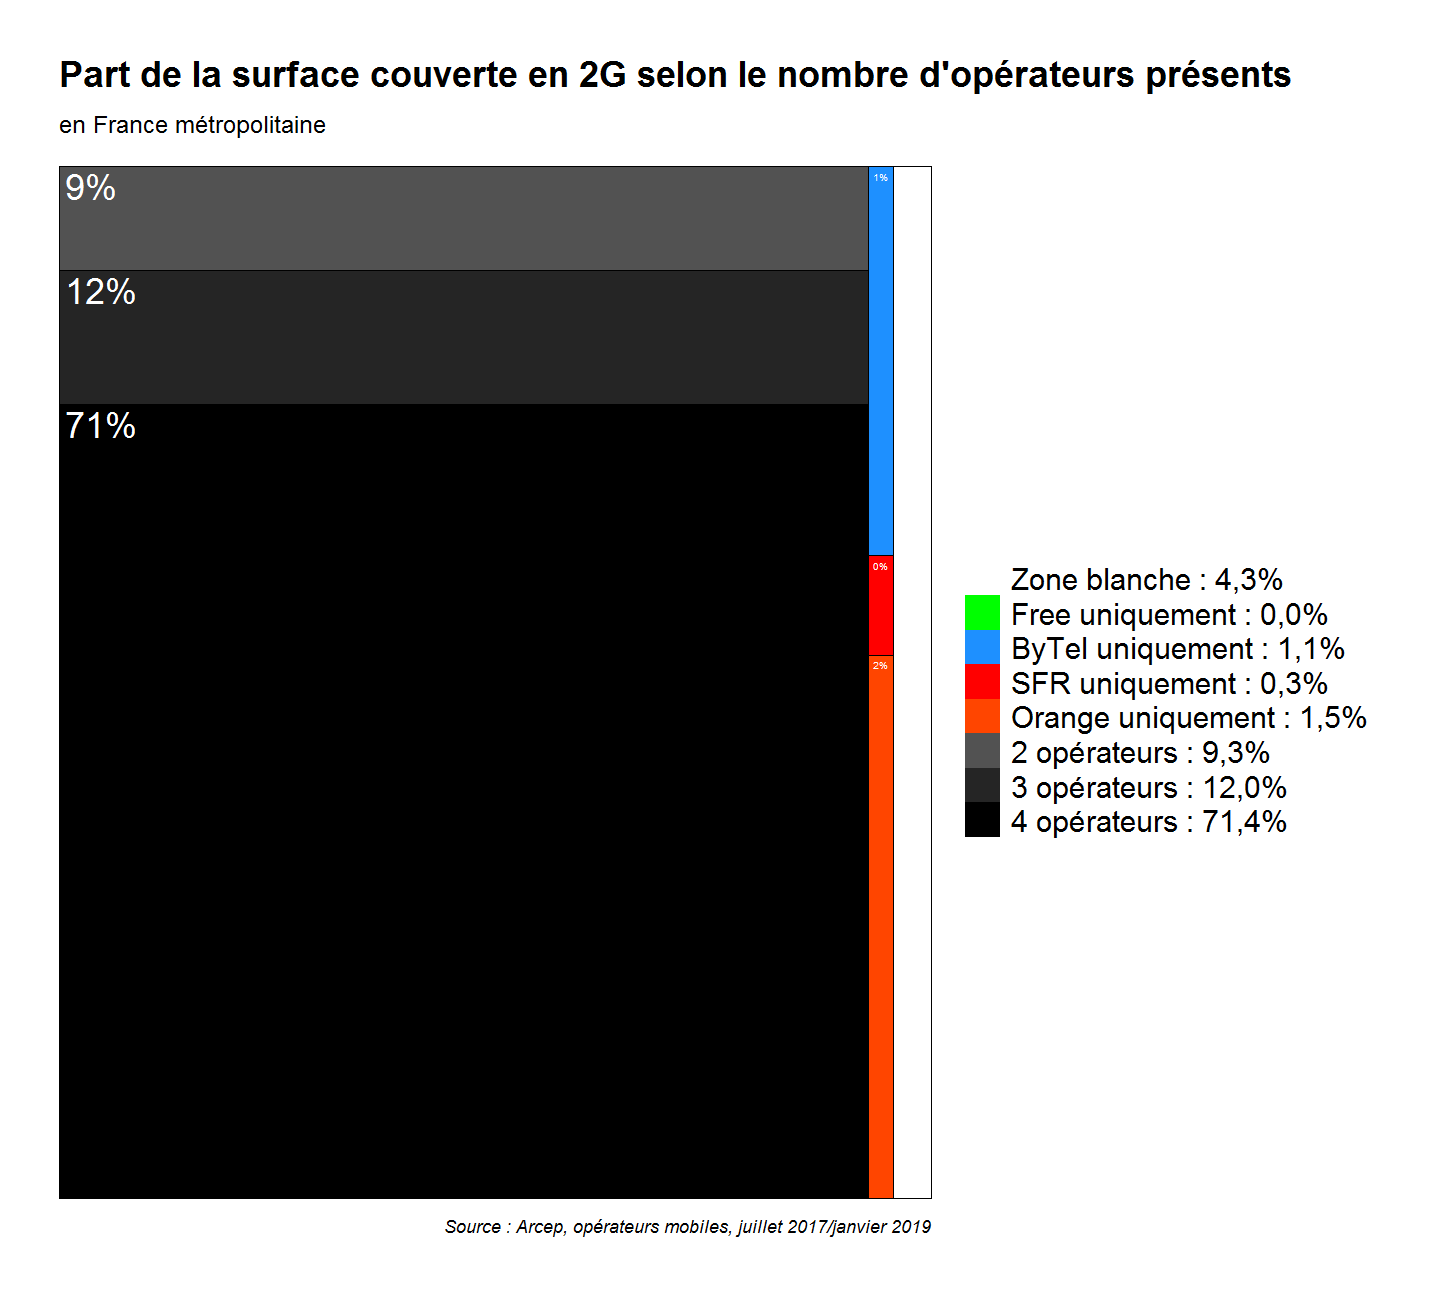 Part de la surface couverte en 2G selon le nombre d'opérateurs présents
en France métropolitaine
9%
12%
71%
1%
0%
2%
Zone blanche : 4,3%
Free uniquement : 0,0%
ByTel uniquement : 1,1%
SFR uniquement : 0,3%
Orange uniquement : 1,5%
2 opérateurs : 9,3%
3 opérateurs : 12,0%
4 opérateurs : 71,4%
Source : Arcep, opérateurs mobiles, juillet 2017/janvier 2019